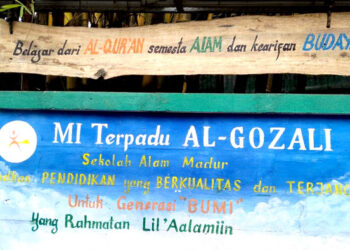 Belajar dari AL-QUR'AN semesta ALAM dan kearifan BUDAY
MI Terpadu AL-GOZALI
Sekolah Alam Madur
PENDIDIKAN yang BERKUALITAS dan TERJANG
Untuk Generasi "BUMI"
Yang Rahmatan Lil'Aalamiin